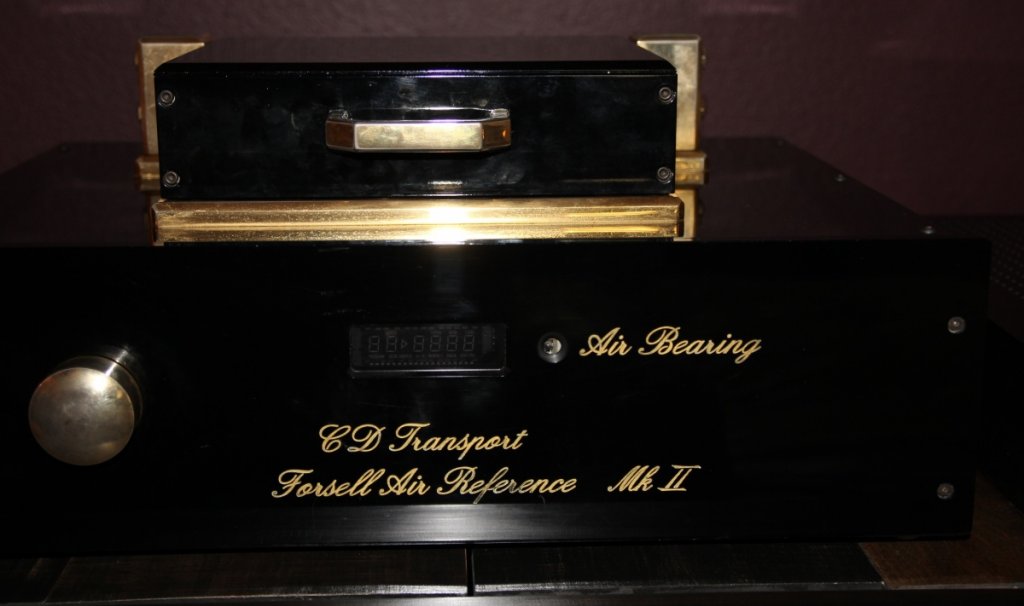 Air Bearing
CD Transport
Forsell Air Reference Mk II